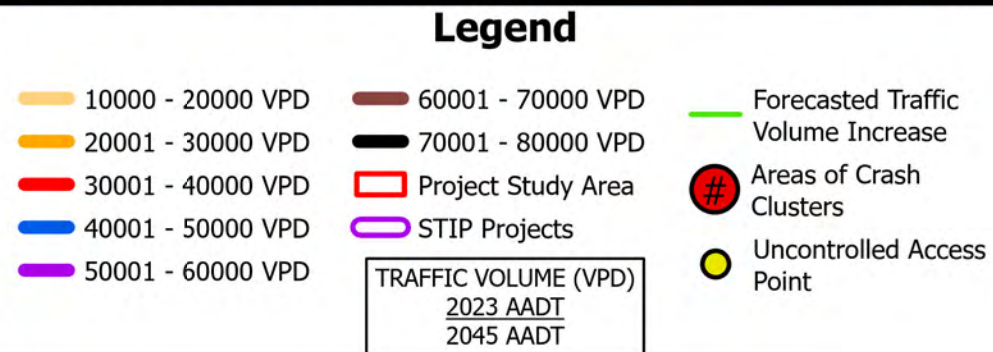 Legend
10000 - 20000 VPD
20001 - 30000 VPD
30001 - 40000 VPD
40001 - 50000 VPD
50001 - 60000 VPD
60001 - 70000 VPD
70001 - 80000 VPD
Project Study Area
STIP Projects
TRAFFIC VOLUME (VPD)
2023 AADT
2045 AADT
Forecasted Traffic
Volume Increase
#
Areas of Crash
Clusters
Uncontrolled Access
Point